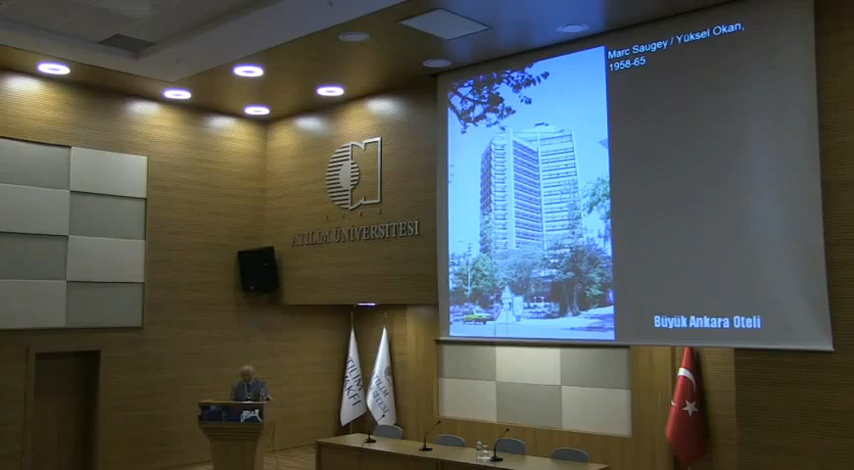 Marc Saugey / Yüksel Okan,
1958-65
ATILIM ÜNİVERSİTESİ
Büyük Ankara Oteli